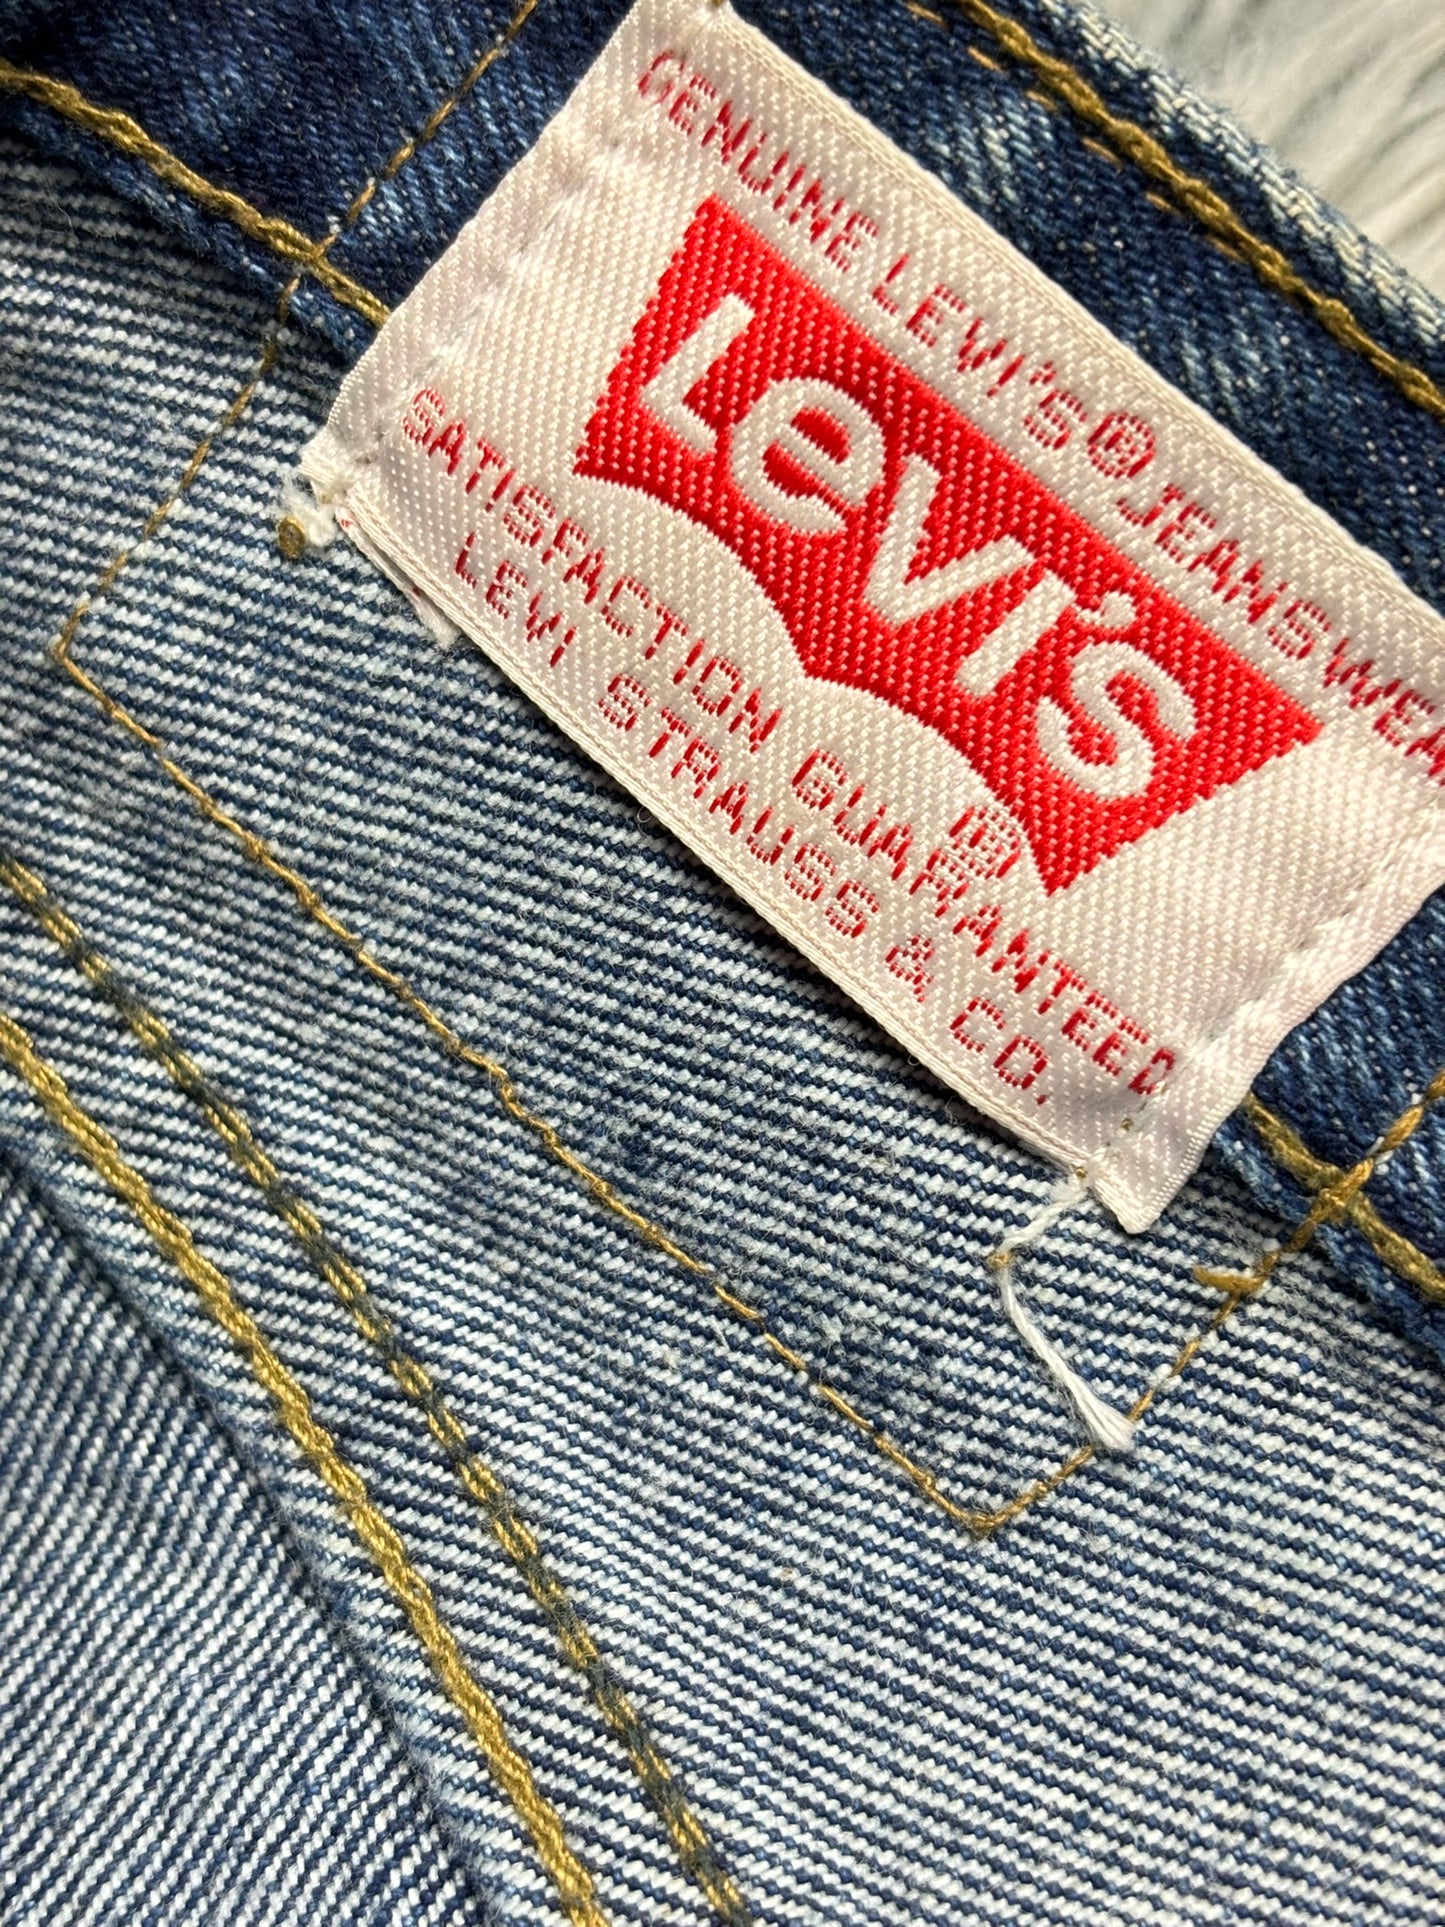 GENUINE LEVI'S® JEANSWEA
Levi's
®
SATISFACTION GUARANTEED
LEVI STRAUSS & CO.